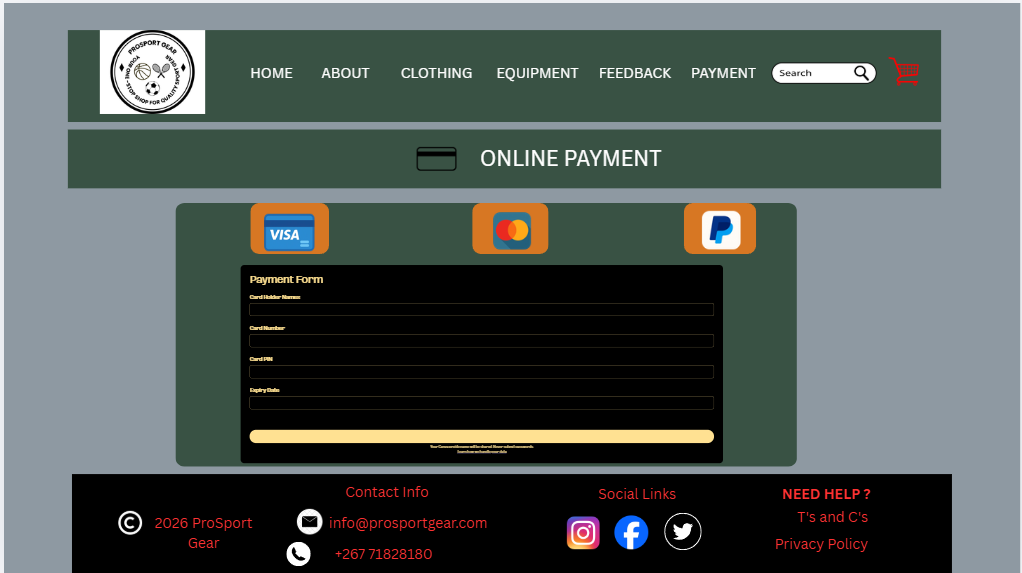 PROSPORT GEAR
YOUR ONE-STOP SHOP FOR QUALITY SPORT GEAR
HOME
ABOUT
CLOTHING
EQUIPMENT
FEEDBACK
PAYMENT
Search
ONLINE PAYMENT
VISA
Payment Form
Card Holder Names
Card Number
Card PIN
Expiry Date
Contact Info
Social Links
NEED HELP ?
© 2026 ProSport
Gear
info@prosportgear.com
+267 71828180
T's and C's
Privacy Policy